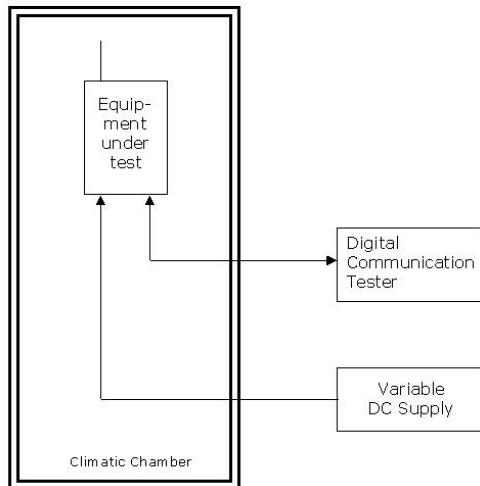 Equip-
ment
under
test
Digital
Communication
Tester
Variable
DC Supply
Climatic Chamber